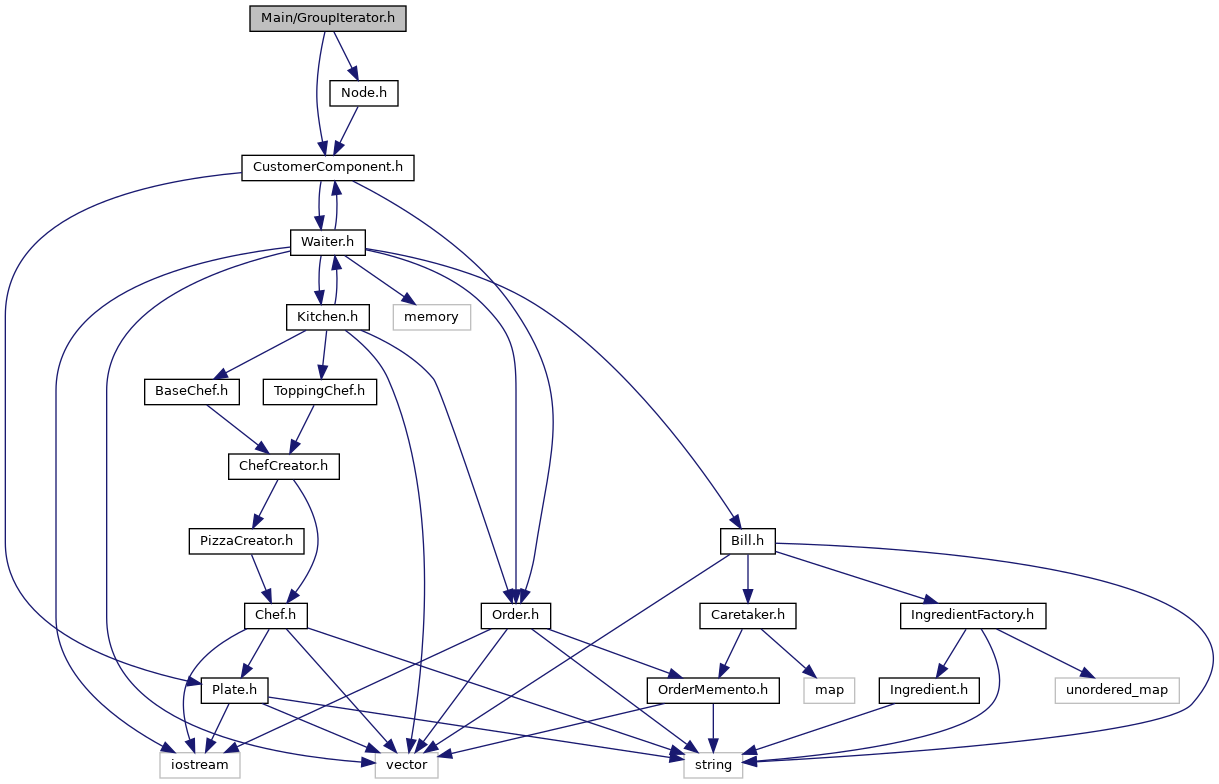 Main/GroupIterator.h
Node.h
CustomerComponent.h
Waiter.h
Kitchen.h
memory
BaseChef.h
ToppingChef.h
ChefCreator.h
PizzaCreator.h
Bill.h
Chef.h
Order.h
Caretaker.h
IngredientFactory.h
Plate.h
OrderMemento.h
map
Ingredient.h
unordered_map
iostream
vector
string